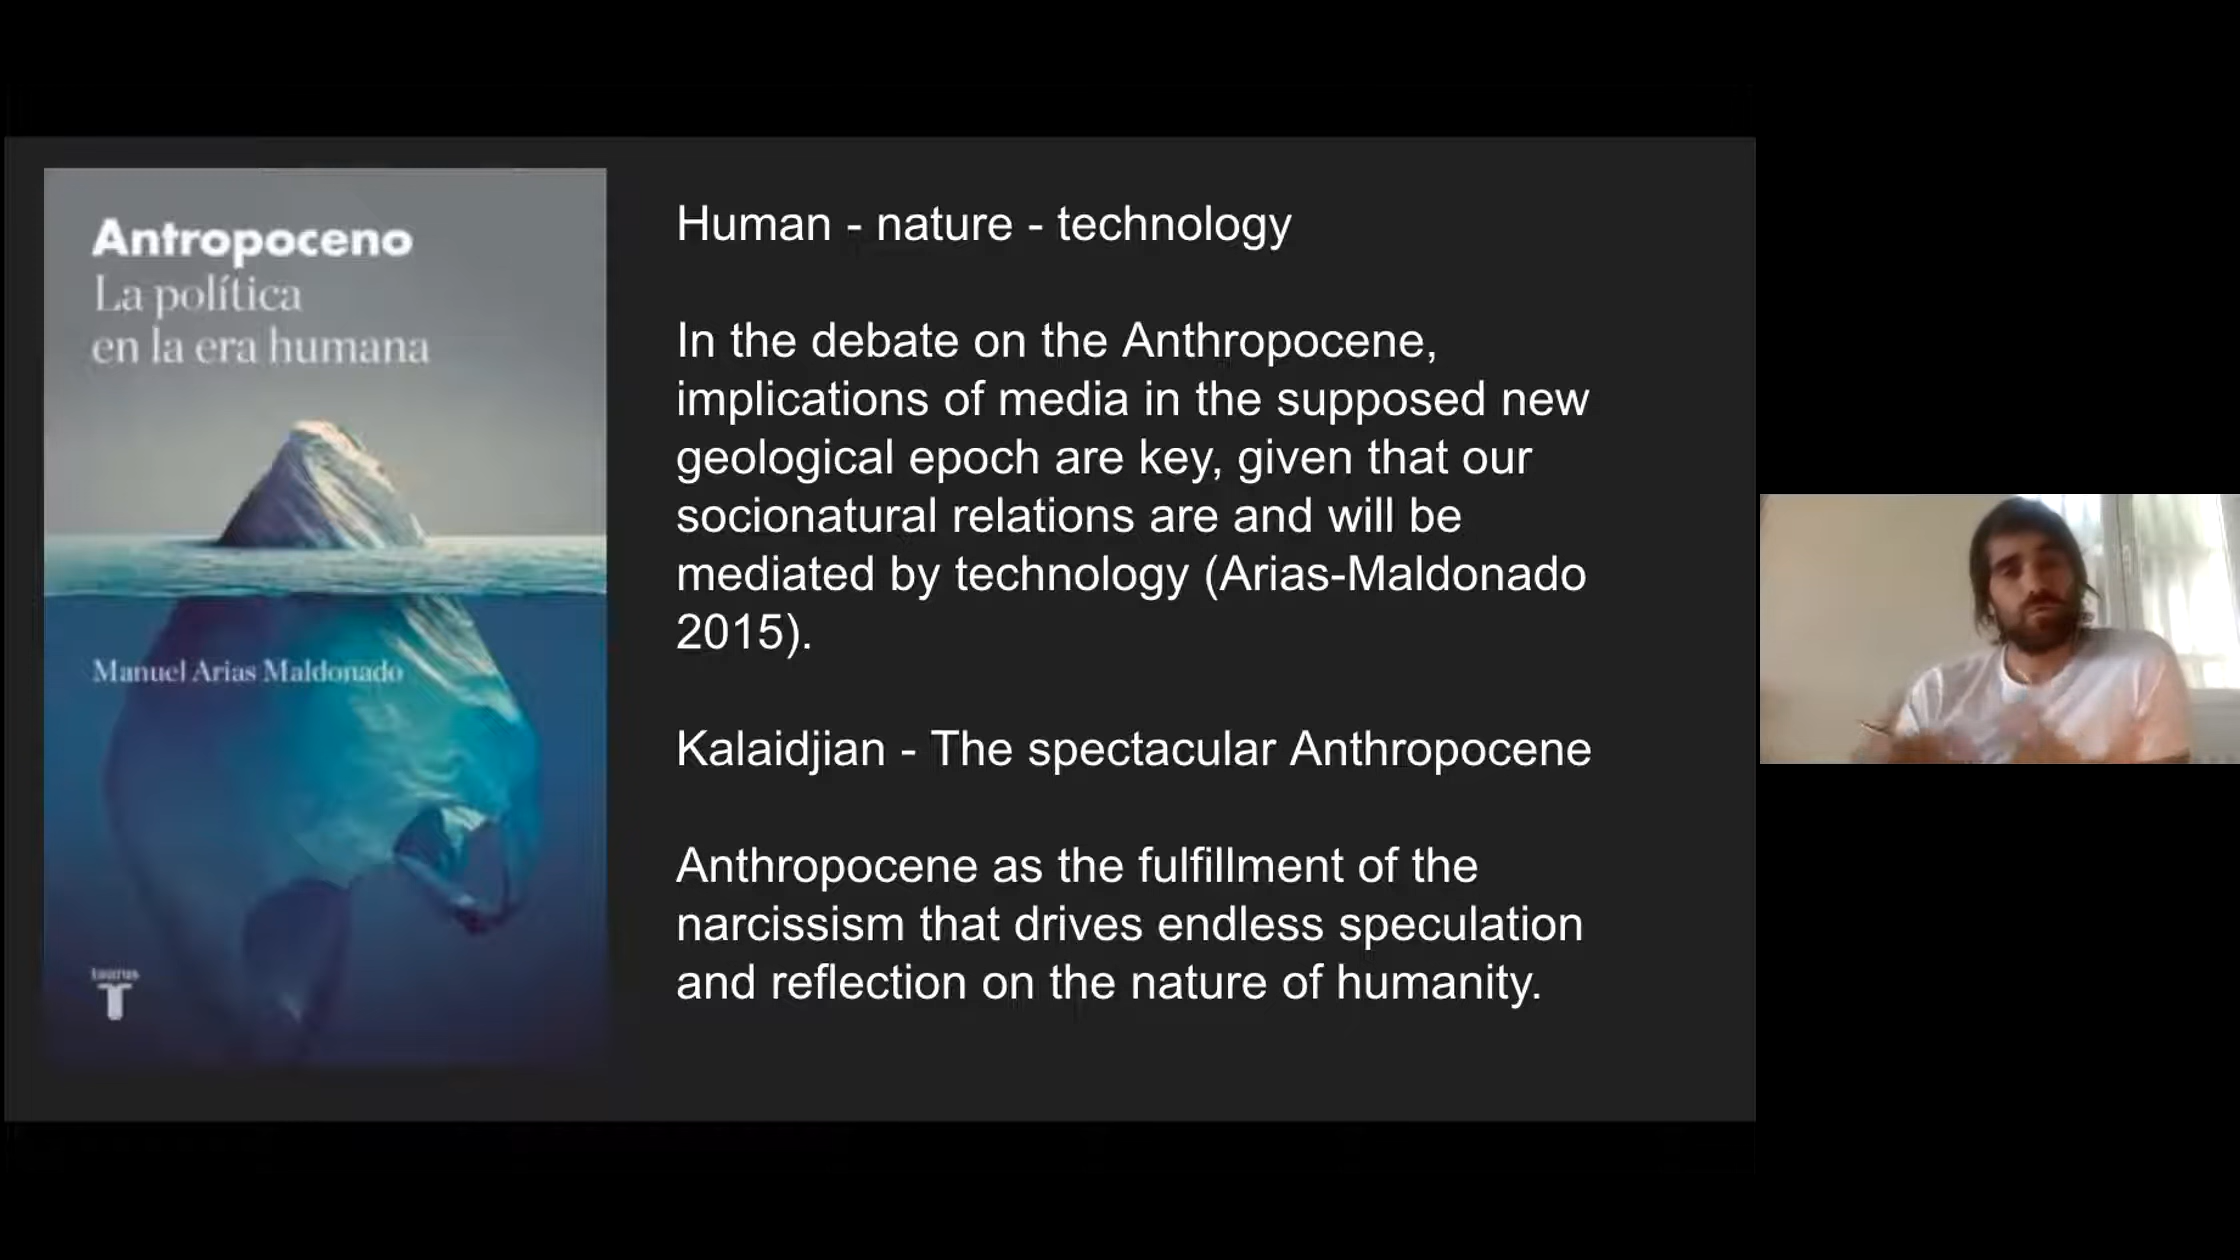 Antropoceno
La política
en la era humana
Manuel Arias Maldonado
taurus
T
Human - nature - technology
In the debate on the Anthropocene,
implications of media in the supposed new
geological epoch are key, given that our
socionatural relations are and will be
mediated by technology (Arias-Maldonado
2015).
Kalaidjian - The spectacular Anthropocene
Anthropocene as the fulfillment of the
narcissism that drives endless speculation
and reflection on the nature of humanity.